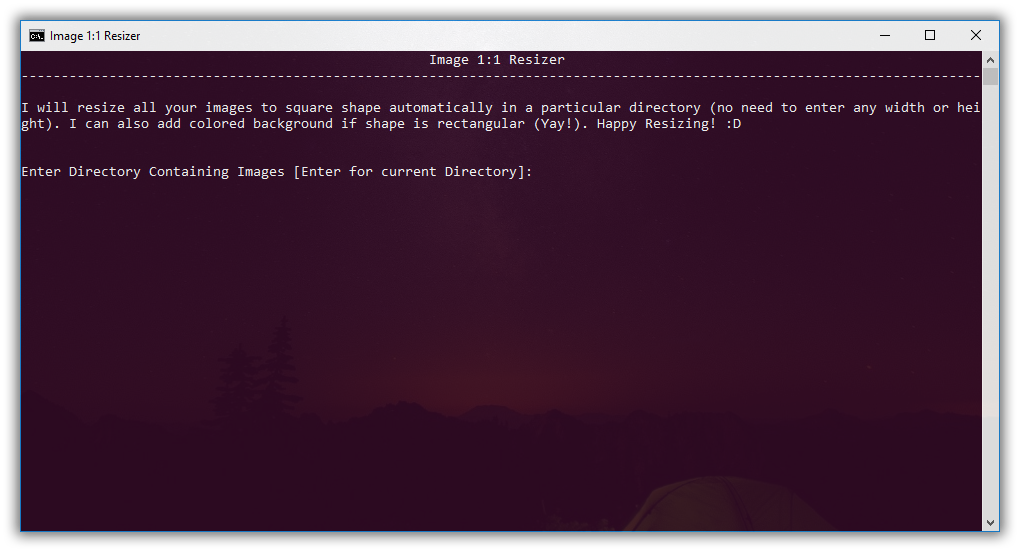 Image 1:1 Resizer
Image 1:1 Resizer
------------------------------------------------------------------------------------------------------------------------
I will resize all your images to square shape automatically in a particular directory (no need to enter any width or hei
ght). I can also add colored background if shape is rectangular (Yay!). Happy Resizing! :D
Enter Directory Containing Images [Enter for current Directory]: